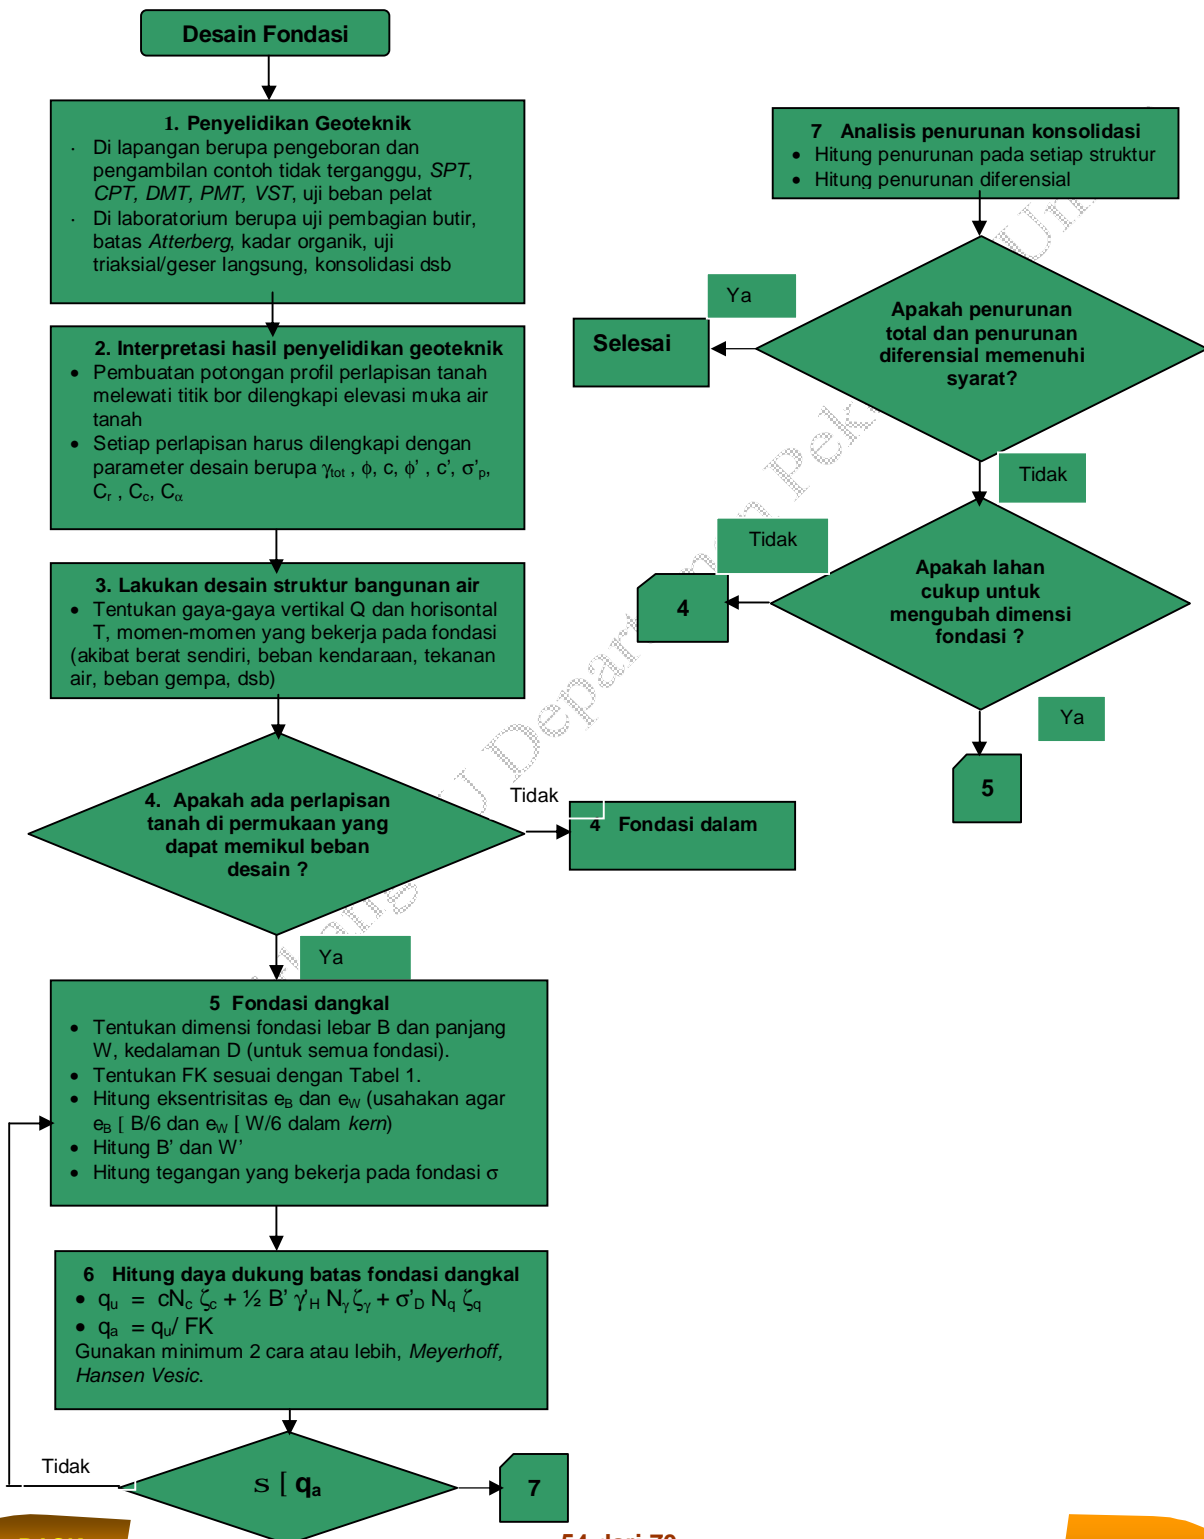 Desain Fondasi
1. Penyelidikan Geoteknik
· Di lapangan berupa pengeboran dan
pengambilan contoh tidak terganggu, SPT,
CPT, DMT, PMT, VST, uji beban pelat
· Di laboratorium berupa uji pembagian butir,
batas Atterberg, kadar organik, uji
triaksial/geser langsung, konsolidasi dsb
2. Interpretasi hasil penyelidikan geoteknik
• Pembuatan potongan profil perlapisan tanah
melewati titik bor dilengkapi elevasi muka air
tanah
• Setiap perlapisan harus dilengkapi dengan
parameter desain berupa γtot , ϕ, c, ϕ' , c', σ'p,
Cr , Cc, Cα
3. Lakukan desain struktur bangunan air
• Tentukan gaya-gaya vertikal Q dan horisontal
T, momen-momen yang bekerja pada fondasi
(akibat berat sendiri, beban kendaraan, tekanan
air, beban gempa, dsb)
4. Apakah ada perlapisan
tanah di permukaan yang
dapat memikul beban
desain ?
Tidak
4 Fondasi dalam
Ya
5 Fondasi dangkal
• Tentukan dimensi fondasi lebar B dan panjang
W, kedalaman D (untuk semua fondasi).
• Tentukan FK sesuai dengan Tabel 1.
• Hitung eksentrisitas eB dan eW (usahakan agar
eB [ B/6 dan eW [ W/6 dalam kern)
• Hitung B' dan W'
• Hitung tegangan yang bekerja pada fondasi σ
6 Hitung daya dukung batas fondasi dangkal
• qu = cNc ζc + ½ B' γ'H Nγ ζγ + σ'D Nq ζq
• qa = qu/ FK
Gunakan minimum 2 cara atau lebih, Meyerhoff,
Hansen Vesic.
Tidak
s [ qa
7
7 Analisis penurunan konsolidasi
• Hitung penurunan pada setiap struktur
• Hitung penurunan diferensial
Apakah penurunan
total dan penurunan
diferensial memenuhi
syarat?
Ya
Selesai
Tidak
Apakah lahan
cukup untuk
mengubah dimensi
fondasi ?
Tidak
4
Ya
5